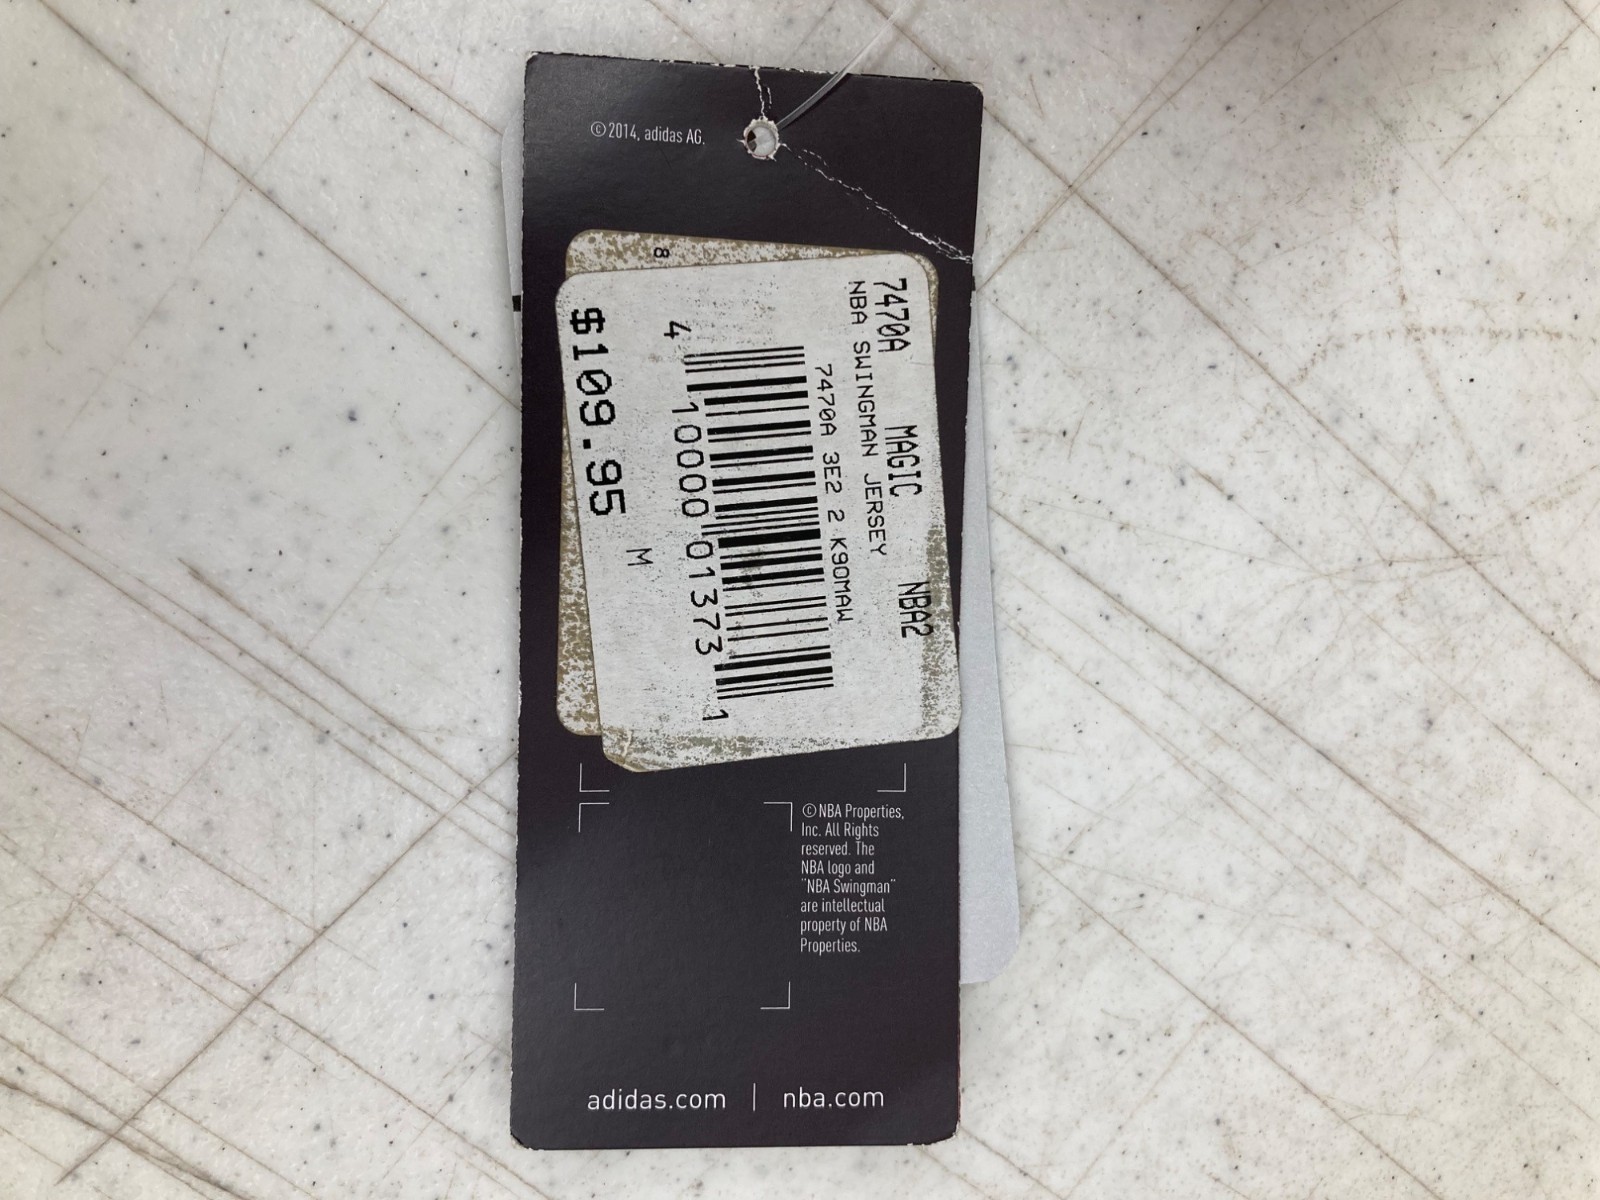 ©2014, adidas AG.
8
7470A MAGIC NBA2
NBA SWINGMAN JERSEY
7470A 3E2 2 K90MAW
4 10000 01373 1
M
$109.95
©NBA Properties,
Inc. All Rights
reserved. The
NBA logo and
"NBA Swingman"
are intellectual
property of NBA
Properties.
adidas.com | nba.com